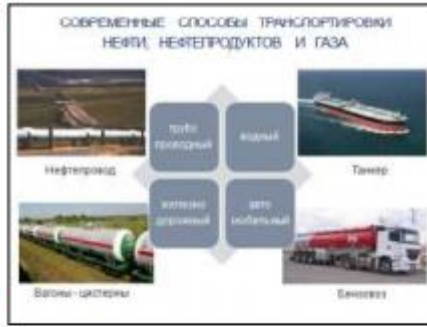 СОВРЕМЕННЫЕ СПОСОБЫ ТРАНСПОРТИРОВКИ
НЕФТИ, НЕФТЕПРОДУКТОВ И ГАЗА
трубо
проводный
водный
Нефтепровод
Танкер
железно
дорожный
авто
мобильный
Вагоны - цистерны
Бензовоз